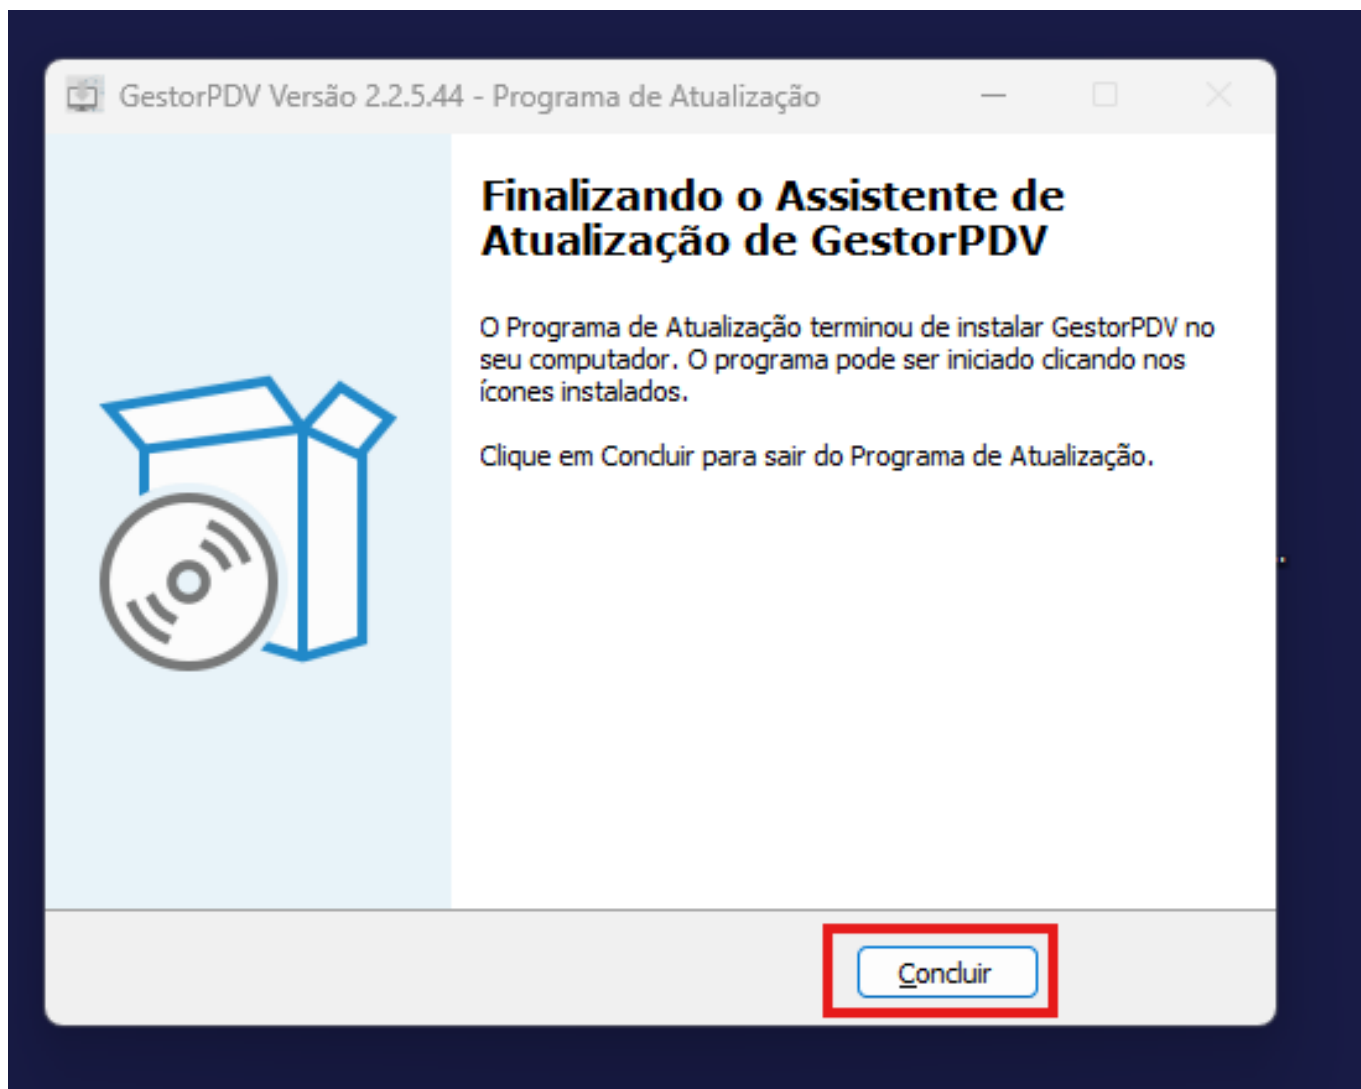 GestorPDV Versão 2.2.5.44 - Programa de Atualização
Finalizando o Assistente de
Atualização de GestorPDV
O Programa de Atualização terminou de instalar GestorPDV no
seu computador. O programa pode ser iniciado clicando nos
ícones instalados.
Clique em Concluir para sair do Programa de Atualização.
Concluir